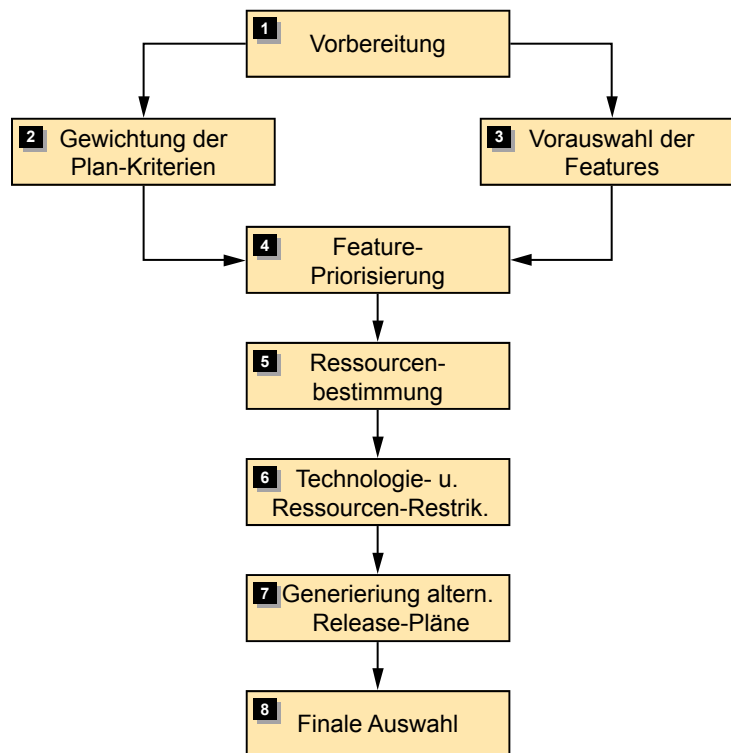 1 Vorbereitung
2 Gewichtung der
Plan-Kriterien
3 Vorauswahl der
Features
4 Feature-
Priorisierung
5 Ressourcen-
bestimmung
6 Technologie- u.
Ressourcen-Restrik.
7 Generieriung altern.
Release-Pläne
8 Finale Auswahl